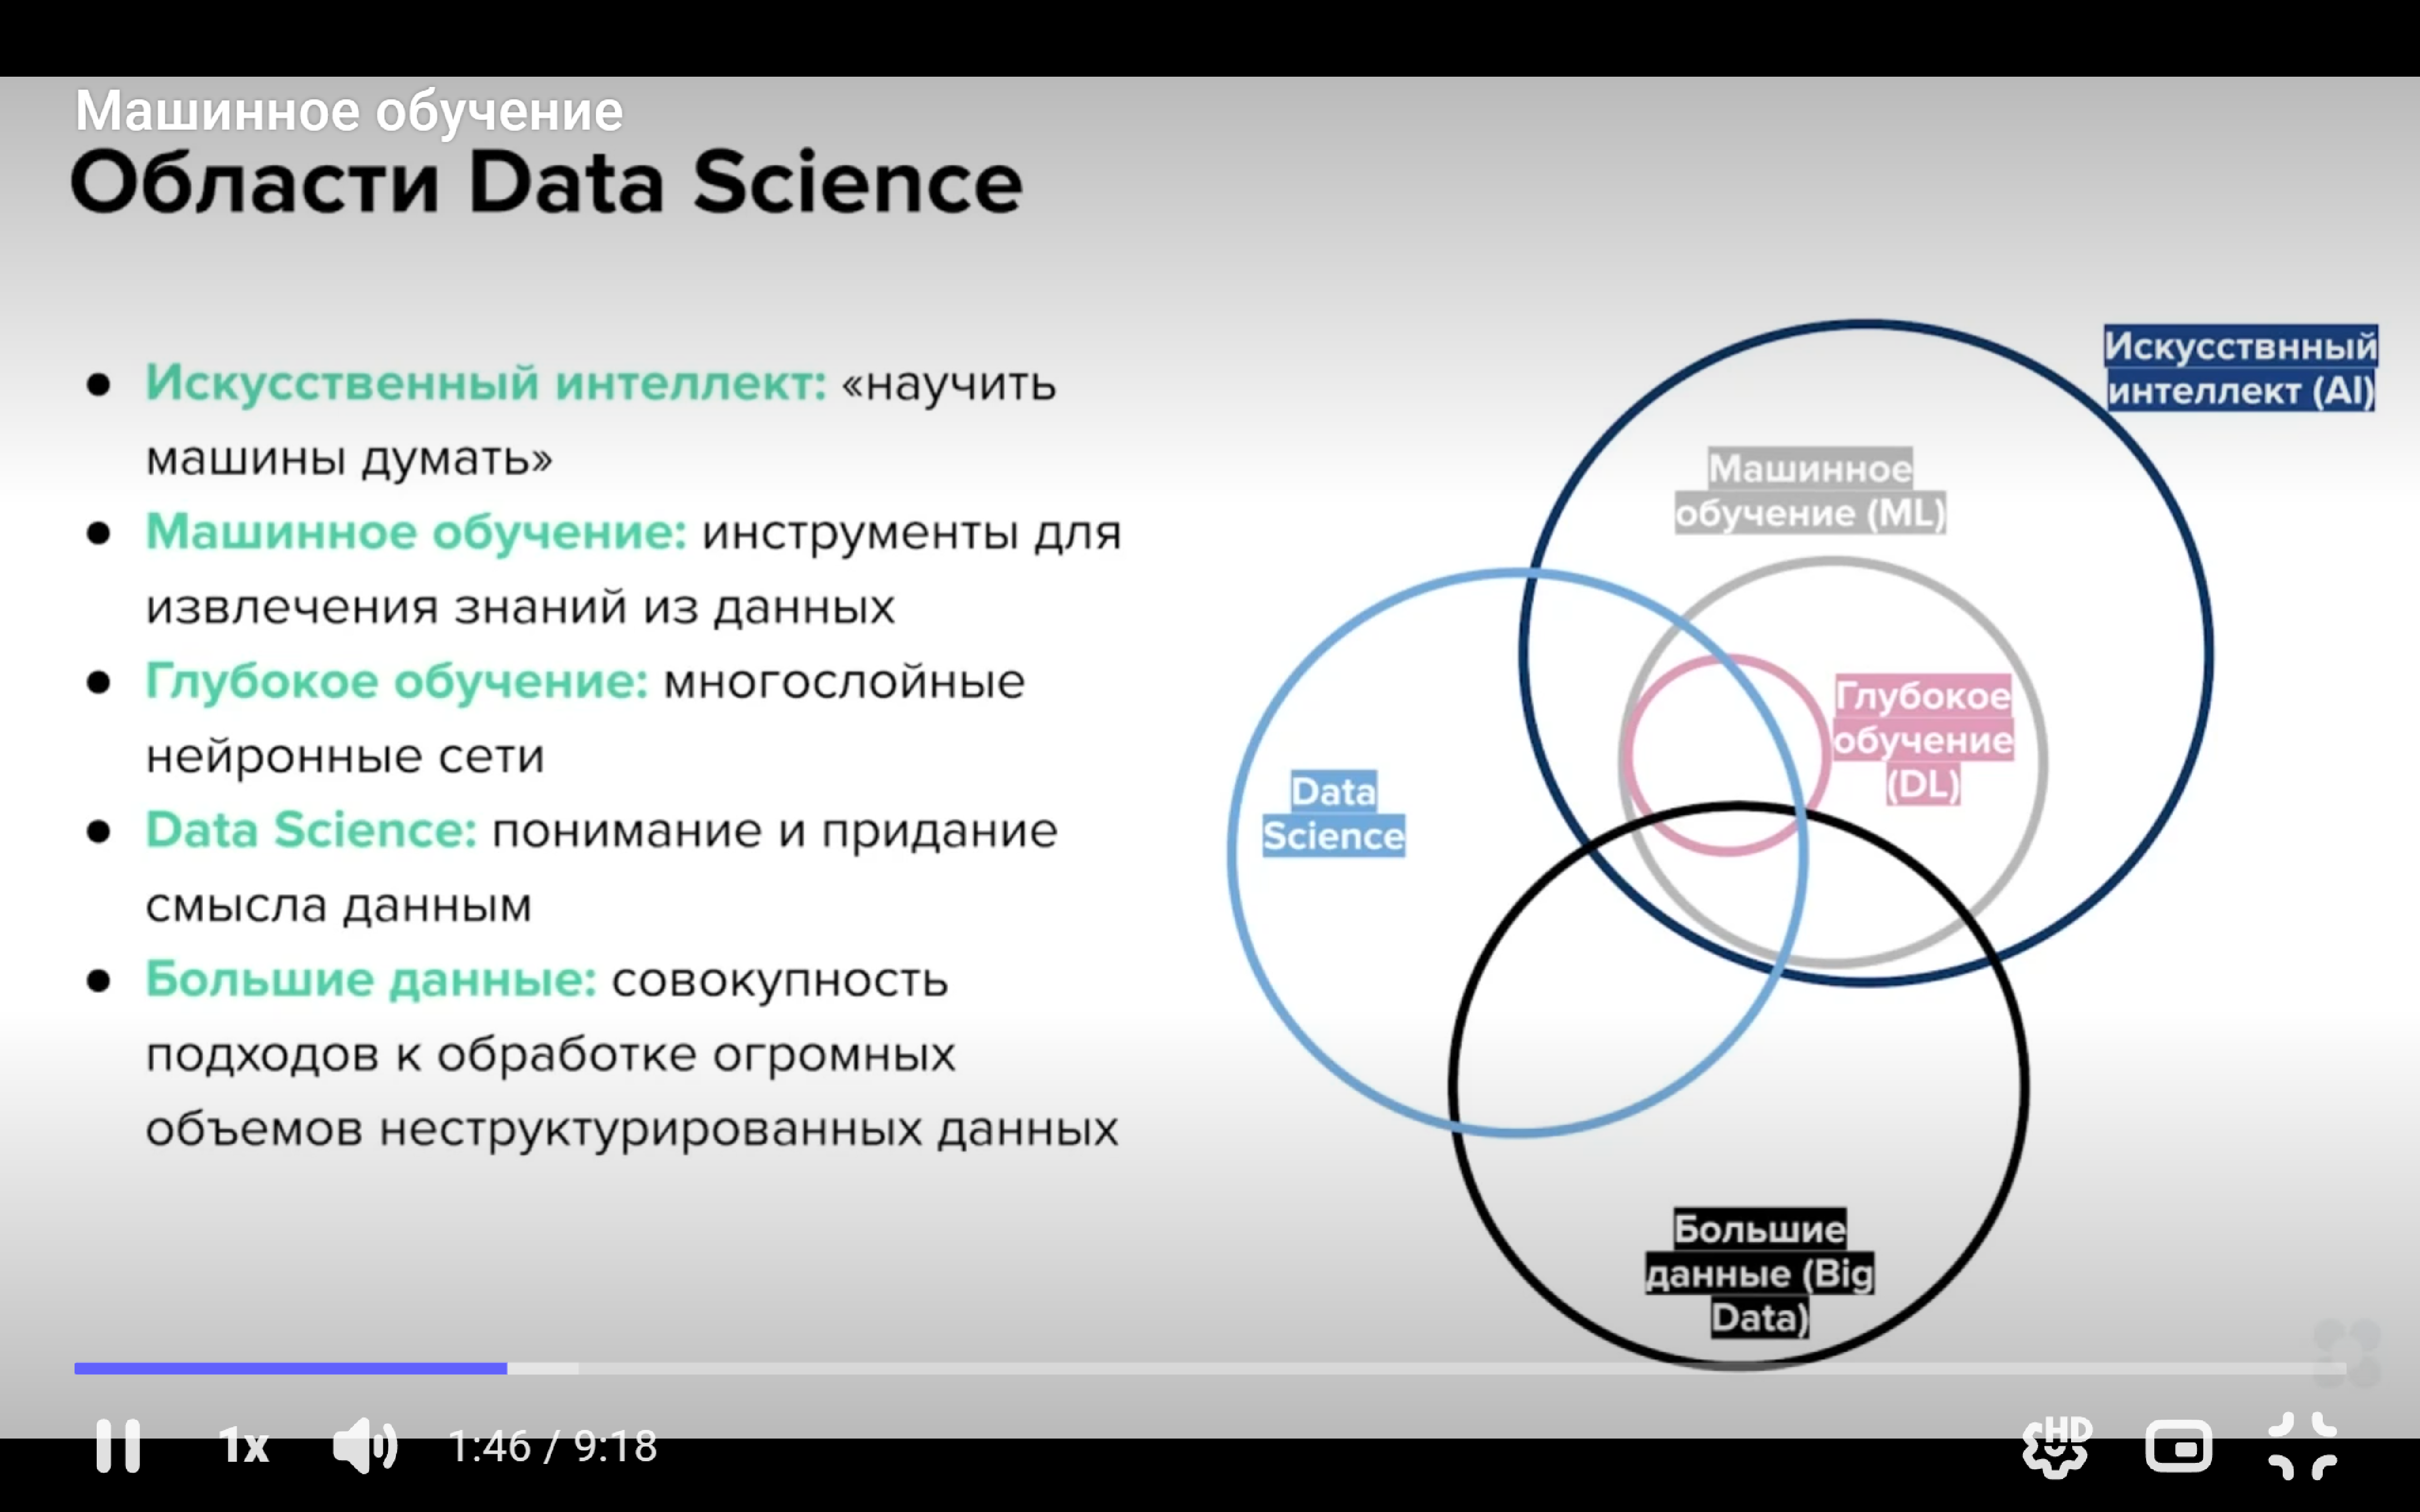 Машинное обучение
Области Data Science
● Искусственный интеллект: «научить
машины думать»
● Машинное обучение: инструменты для
извлечения знаний из данных
● Глубокое обучение: многослойные
нейронные сети
● Data Science: понимание и придание
смысла данным
● Большие данные: совокупность
подходов к обработке огромных
объемов неструктурированных данных
Искусствнный
интеллект (AI)
Машинное
обучение (ML)
Глубокое
обучение
(DL)
Data
Science
Большие
данные (Big
Data)
1x
1:46 / 9:18
HD